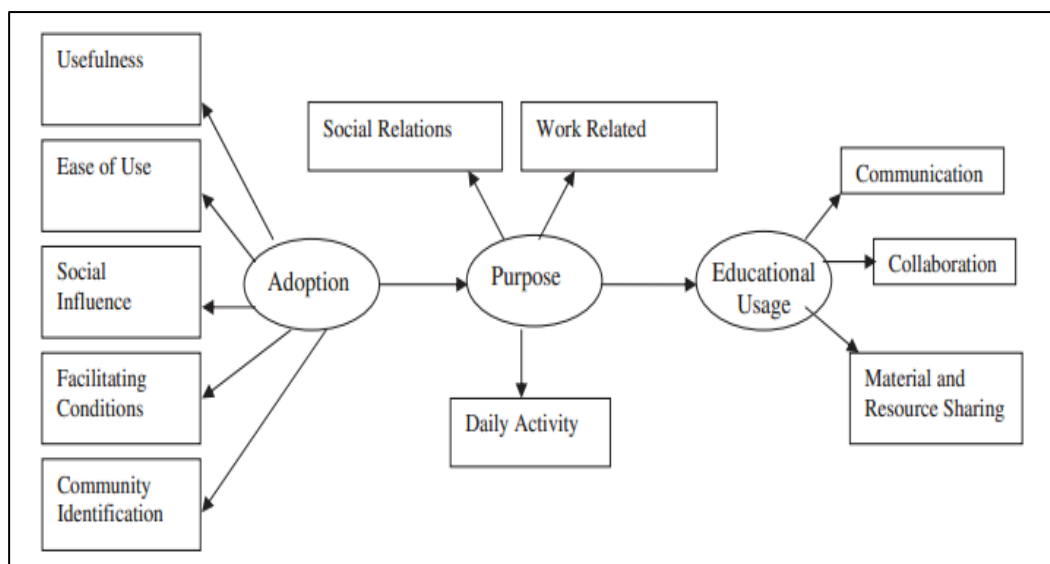 Usefulness
Ease of Use
Social
Influence
Facilitating
Conditions
Community
Identification
Adoption
Social Relations
Work Related
Purpose
Daily Activity
Educational
Usage
Communication
Collaboration
Material and
Resource Sharing